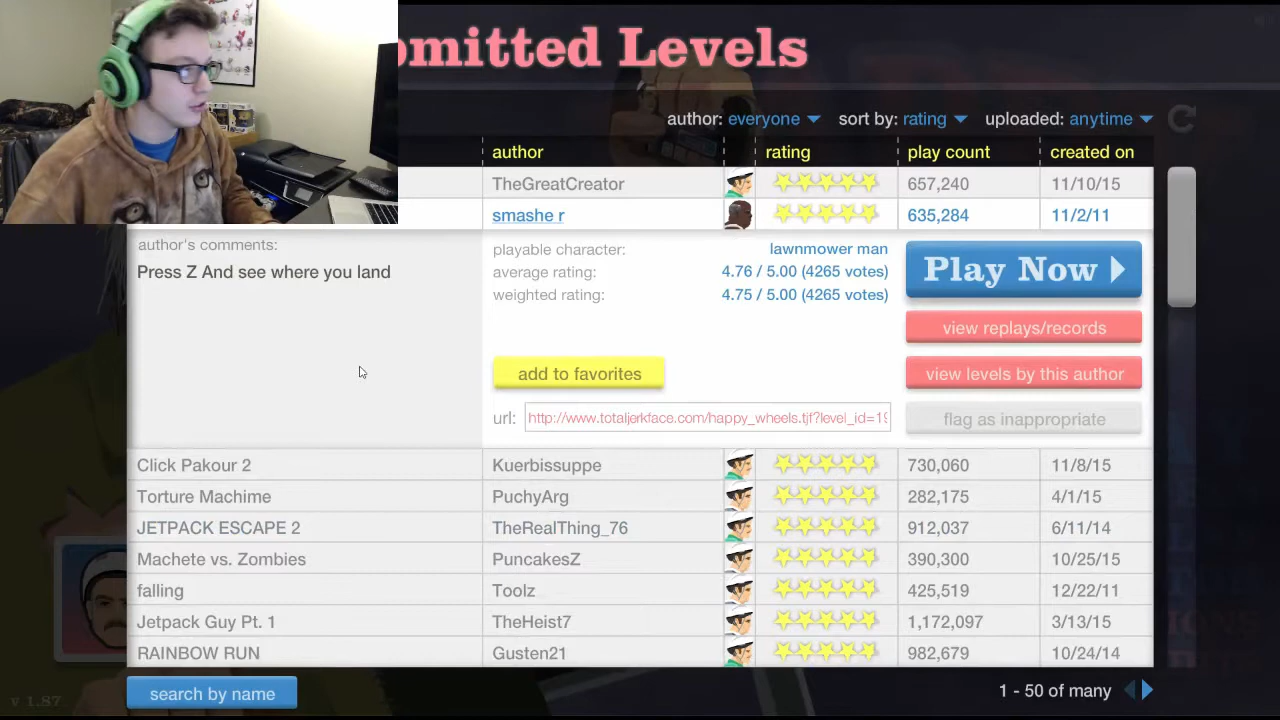 omitted Levels
author: everyone sort by: rating uploaded: anytime
author rating play count created on
TheGreatCreator 657,240 11/10/15
smashe r 635,284 11/2/11
author's comments:
Press Z And see where you land
playable character: lawnmower man
average rating: 4.76 / 5.00 (4265 votes)
weighted rating: 4.75 / 5.00 (4265 votes)
Play Now
view replays/records
add to favorites
view levels by this author
url: http://www.totaljerkface.com/happy_wheels.tjf?level_id=19
flag as inappropriate
Click Pakour 2 Kuerbissuppe 730,060 11/8/15
Torture Machime PuchyArg 282,175 4/1/15
JETPACK ESCAPE 2 TheRealThing_76 912,037 6/11/14
Machete vs. Zombies PuncakesZ 390,300 10/25/15
falling Toolz 425,519 12/22/11
Jetpack Guy Pt. 1 TheHeist7 1,172,097 3/13/15
RAINBOW RUN Gusten21 982,679 10/24/14
v 1.87
search by name
1 - 50 of many